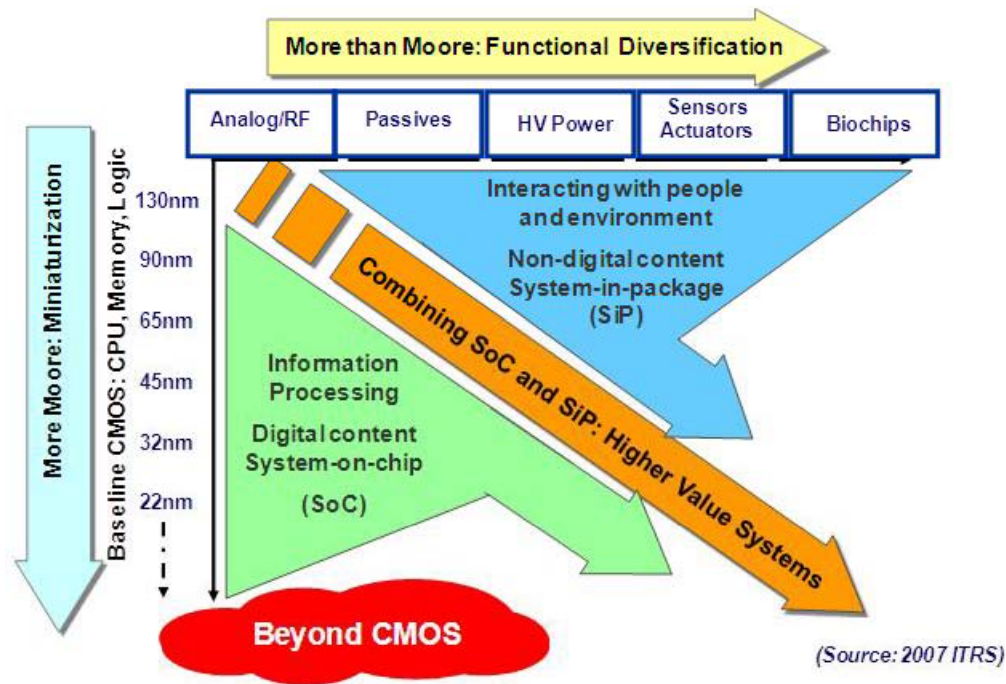 More than Moore: Functional Diversification
Analog/RF
Passives
HV Power
Sensors
Actuators
Biochips
More Moore: Miniaturization
Baseline CMOS: CPU, Memory, Logic
130nm
90nm
65nm
45nm
32nm
22nm
Interacting with people
and environment
Non-digital content
System-in-package
(SiP)
Combining SoC and SiP: Higher Value Systems
Information
Processing
Digital content
System-on-chip
(SoC)
Beyond CMOS
(Source: 2007 ITRS)